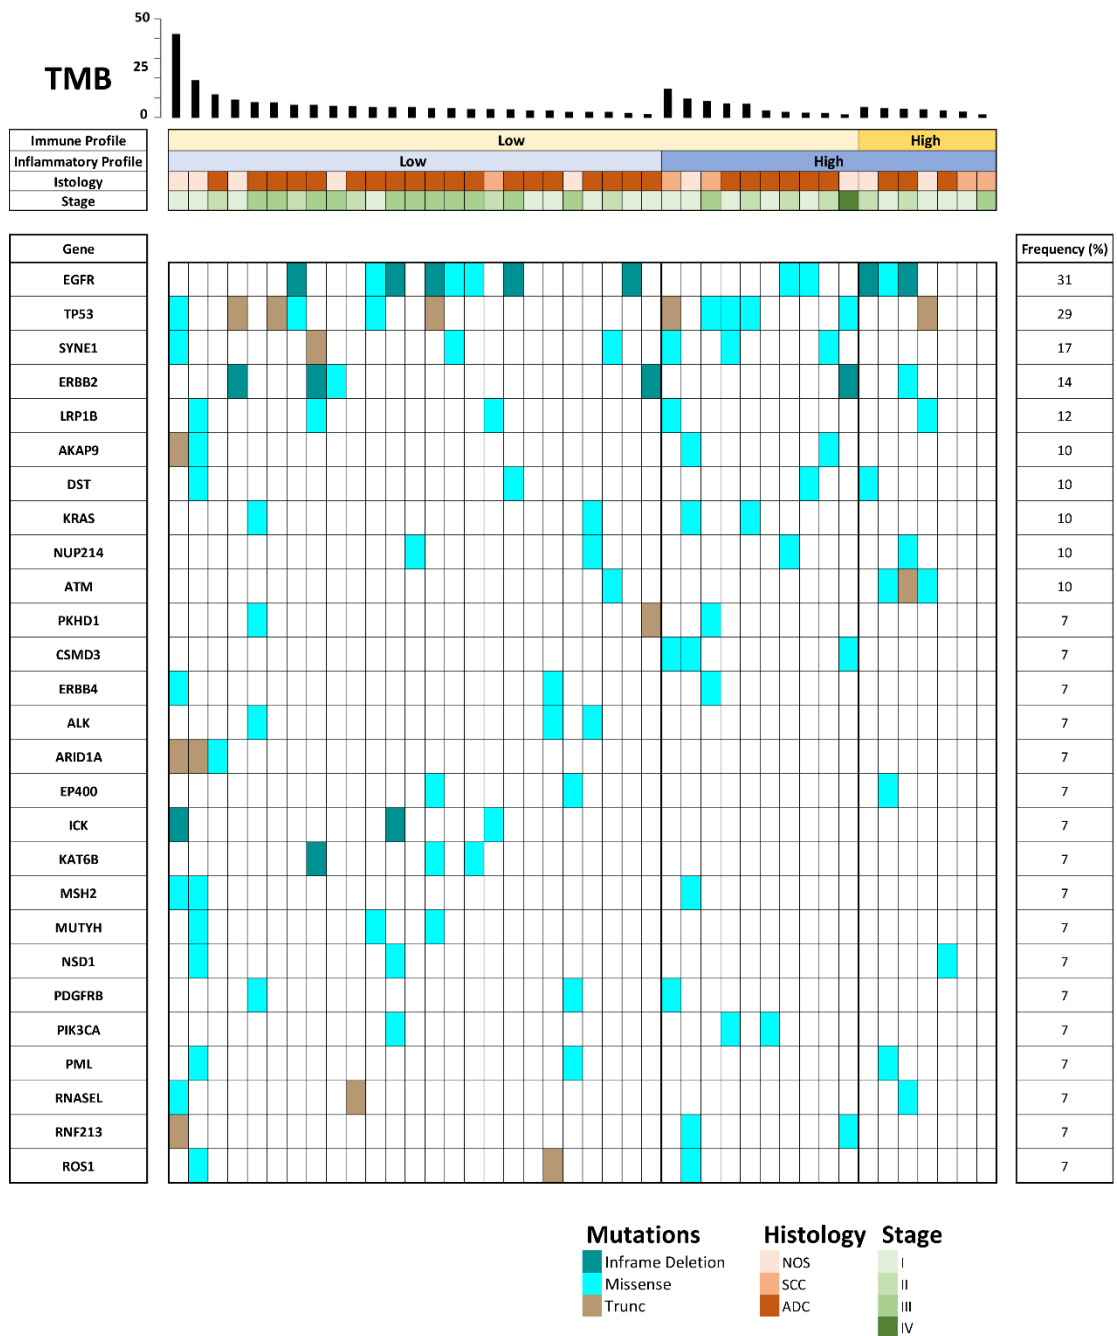 50
TMB
25
0
Immune Profile
Low
High
Inflammatory Profile
Low
High
Istology
Stage
Gene
Frequency (%)
EGFR
31
TP53
29
SYNE1
17
ERBB2
14
LRP1B
12
AKAP9
10
DST
10
KRAS
10
NUP214
10
ATM
10
PKHD1
7
CSMD3
7
ERBB4
7
ALK
7
ARID1A
7
EP400
7
ICK
7
KAT6B
7
MSH2
7
MUTYH
7
NSD1
7
PDGFRB
7
PIK3CA
7
PML
7
RNASEL
7
RNF213
7
ROS1
7
Mutations
Histology
Stage
Inframe Deletion
NOS
I
Missense
SCC
II
Trunc
ADC
III
IV